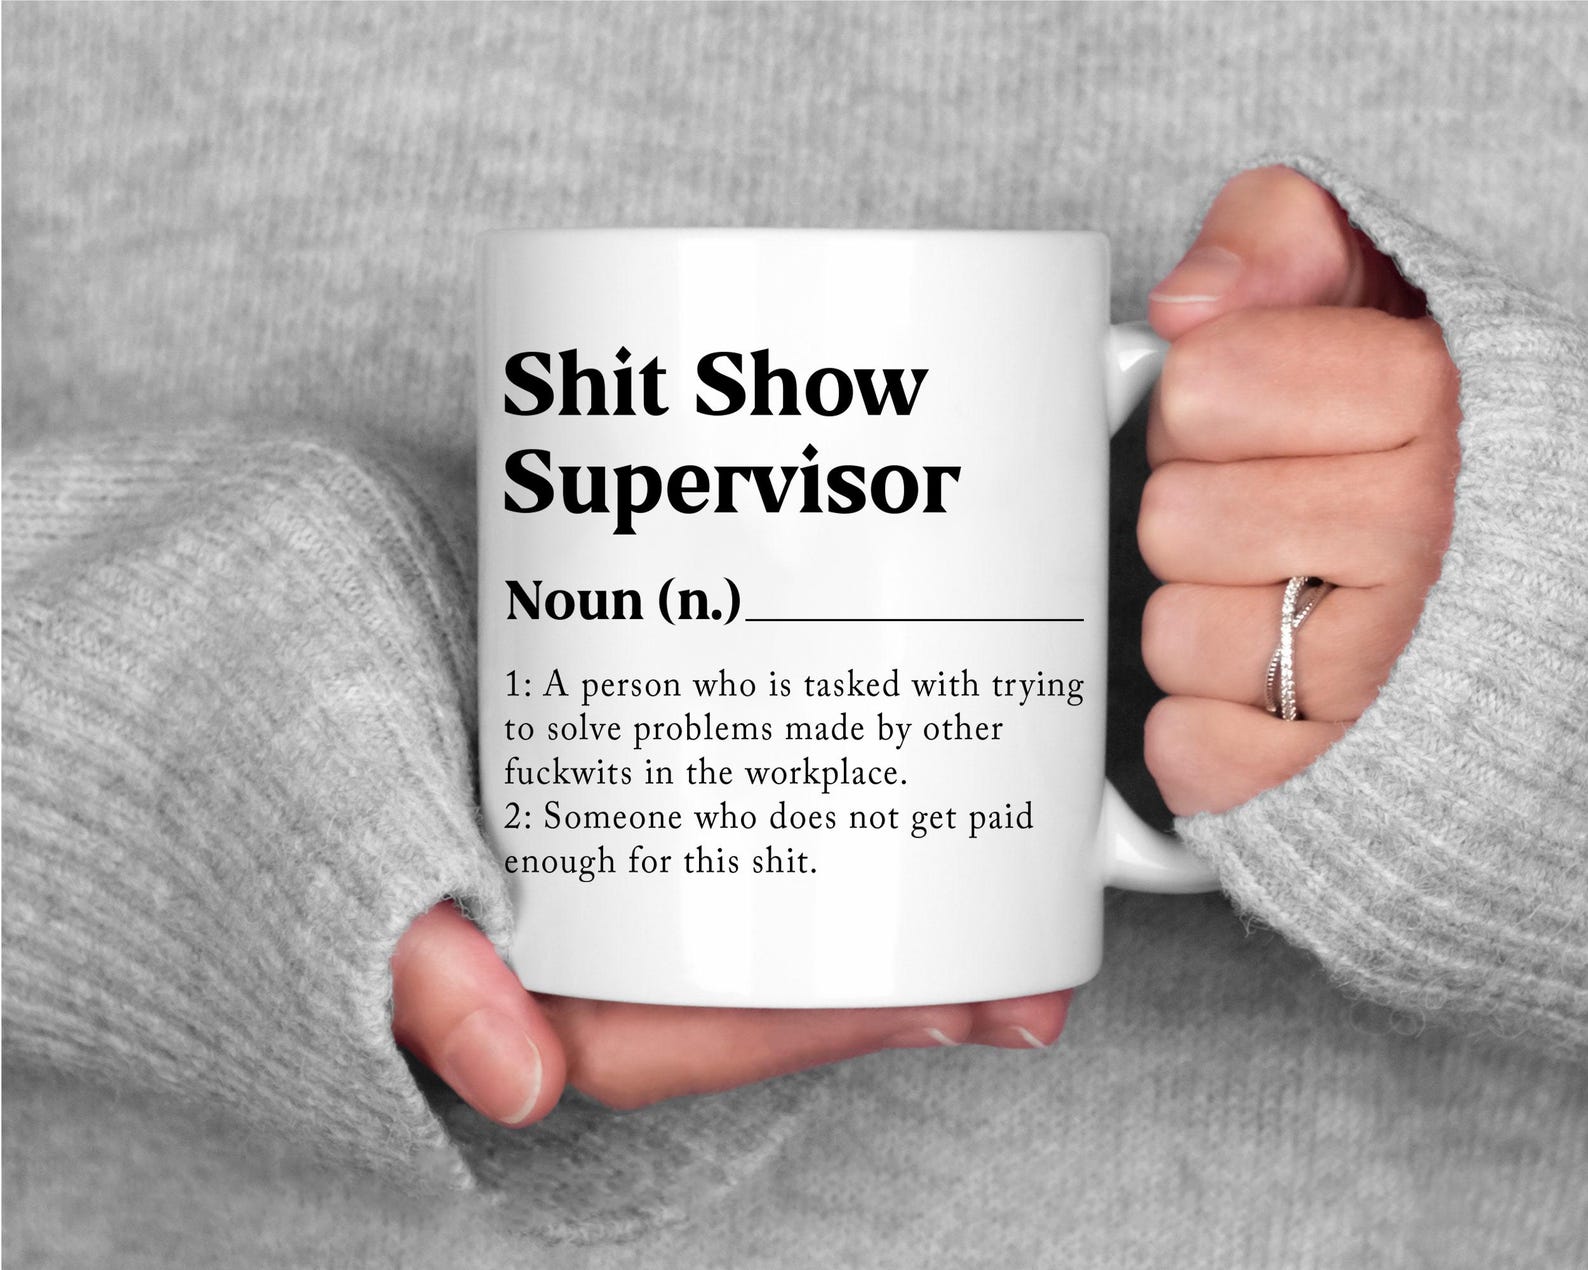 Shit Show
Supervisor
Noun (n.)
1: A person who is tasked with trying
to solve problems made by other
fuckwits in the workplace.
2: Someone who does not get paid
enough for this shit.